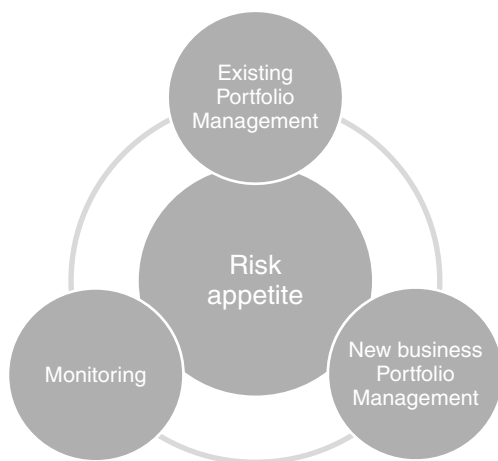 Existing
Portfolio
Management
Risk
appetite
Monitoring
New business
Portfolio
Management